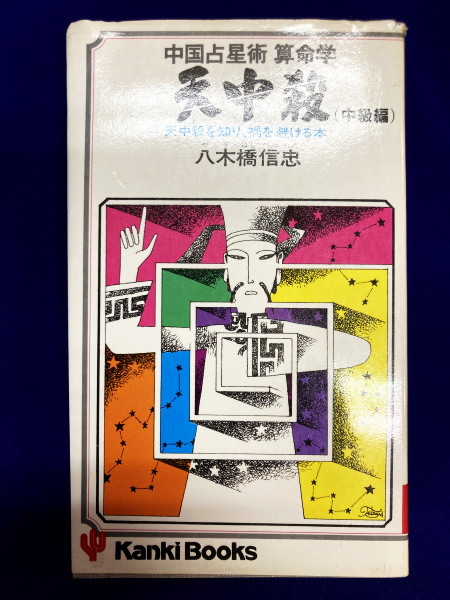 中国占星術 算命学
天中殺(中級編)
天中殺を知り、禍を避ける本
八木橋信忠
Kanki Books